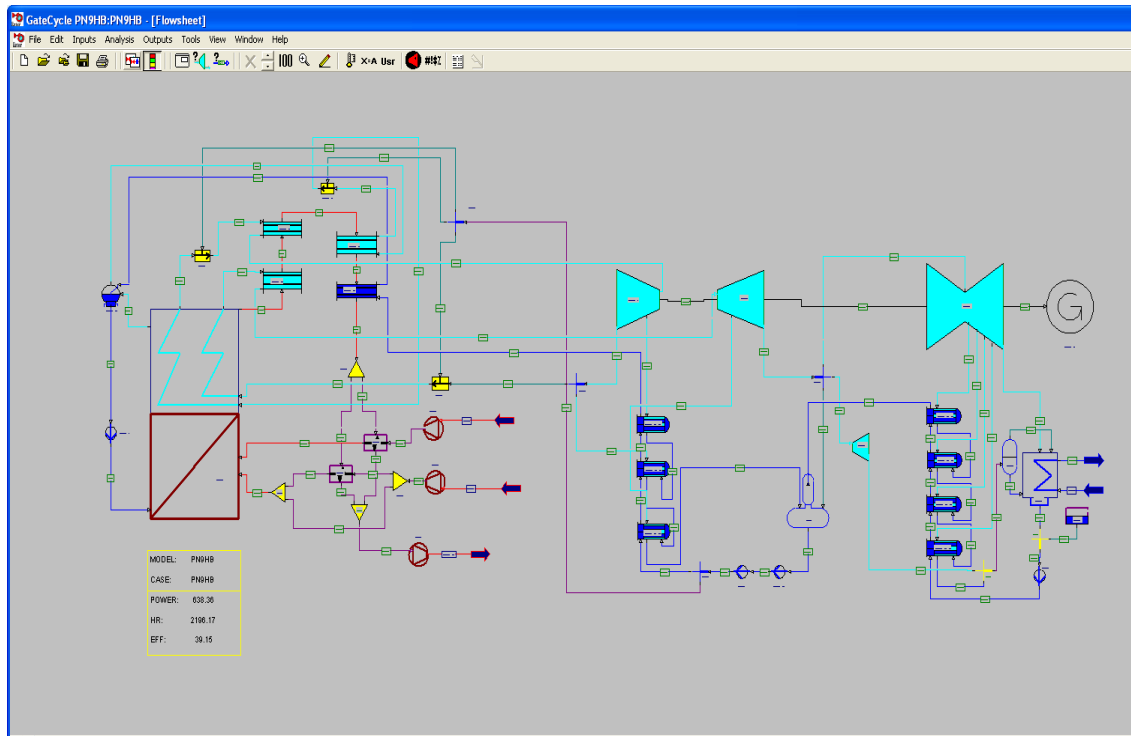 GateCycle PN9HB:PN9HB - [Flowsheet]
File Edit Inputs Analysis Outputs Tools View Window Help
100 X=A Usr
G
MODEL: PN9HB
CASE: PN9HB
POWER: 638.36
HR: 2196.17
EFF: 39.15